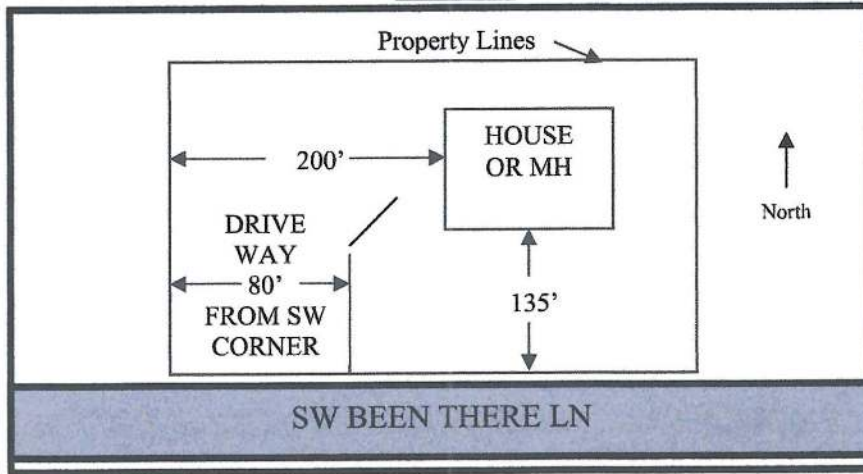 Property Lines
HOUSE
OR MH
200'
North
DRIVE
WAY
80'
FROM SW
CORNER
135'
SW BEEN THERE LN